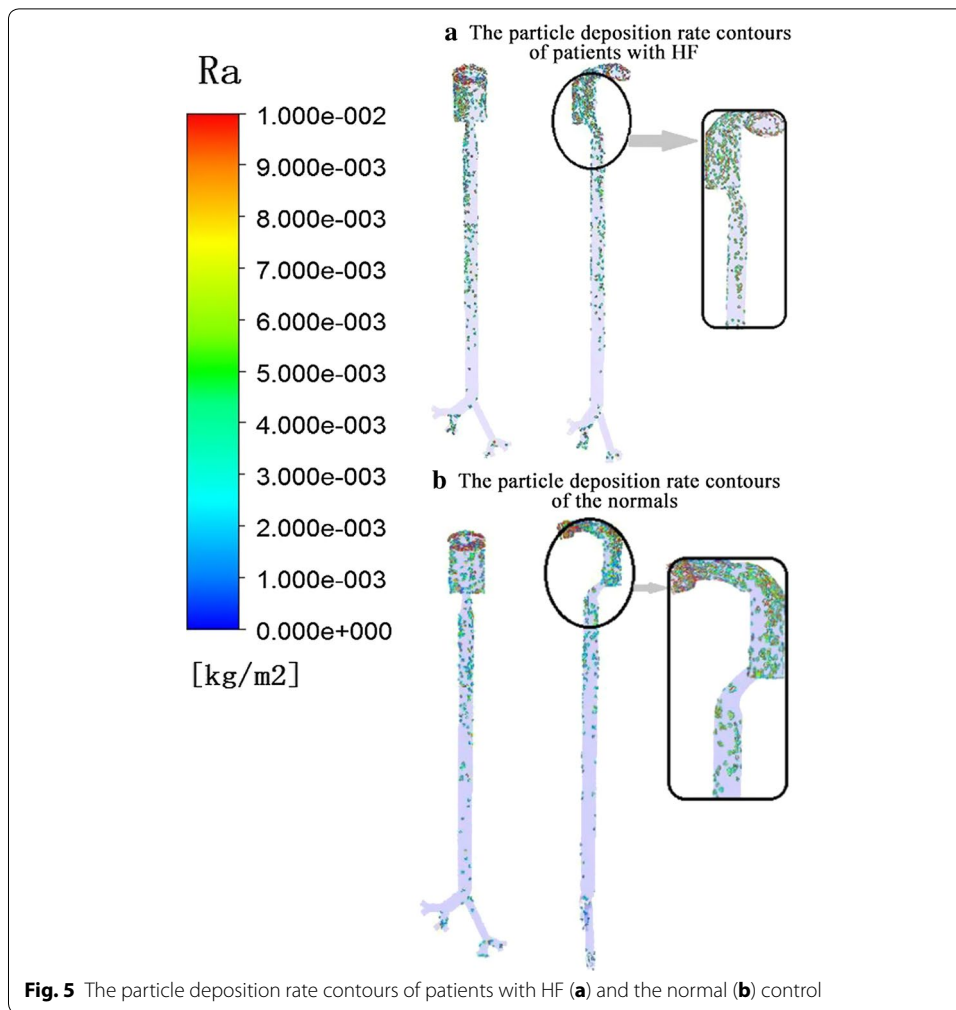 a The particle deposition rate contours
of patients with HF
Ra
1.000e-002
9.000e-003
8.000e-003
7.000e-003
6.000e-003
5.000e-003
4.000e-003
3.000e-003
2.000e-003
1.000e-003
0.000e+000
[kg/m2]
b The particle deposition rate contours
of the normals
Fig. 5 The particle deposition rate contours of patients with HF (a) and the normal (b) control